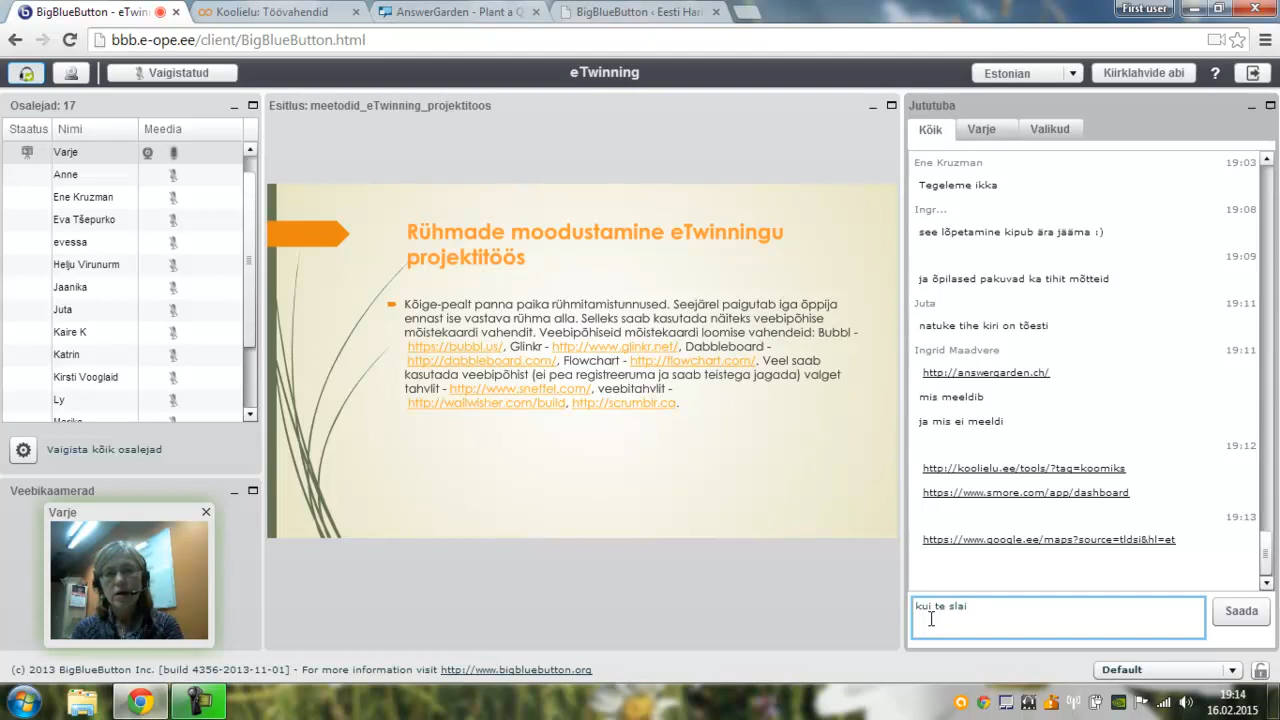 BigBlueButton - eTwin
Koolielu: Töövahendid
AnswerGarden - Plant a Q
BigBlueButton ‹ Eesti Har
First user
bbb.e-ope.ee/client/BigBlueButton.html
Vaigistatud
eTwinning
Estonian
Kiirklahvide abi
?
Osalejad: 17
Staatus Nimi Meedia
Varje
Anne
Ene Kruzman
Eva Tšepurko
evessa
Helju Virunurm
Jaanika
Juta
Kaire K
Katrin
Kirsti Vooglaid
Ly
Vaigista kõik osalejad
Veebikaamerad
Varje
Esitlus: meetodid_eTwinning_projektitoos
Rühmade moodustamine eTwinningu
projektitöös
Kõige-pealt panna paika rühmitamistunnused. Seejärel paigutab iga õppija
ennast ise vastava rühma alla. Selleks saab kasutada näiteks veebipõhise
mõistekaardi vahendit. Veebipõhiseid mõistekaardi loomise vahendeid: Bubbl -
https://bubbl.us/, Glinkr - http://www.glinkr.net/, Dabbleboard -
http://dabbleboard.com/, Flowchart - http://flowchart.com/. Veel saab
kasutada veebipõhist (ei pea registreeruma ja saab teistega jagada) valget
tahvlit - http://www.sneffel.com/, veebitahvlit -
http://wallwisher.com/build, http://scrumblr.ca.
Jututuba
Kõik Varje Valikud
Ene Kruzman 19:03
Tegeleme ikka
Ingr... 19:08
see lõpetamine kipub ära jääma :)
19:09
ja õpilased pakuvad ka tihit mõtteid
Juta 19:11
natuke tihe kiri on tõesti
Ingrid Maadvere 19:11
http://answergarden.ch/
mis meeldib
ja mis ei meeldi
19:12
http://koolielu.ee/tools/?tag=koomiks
https://www.smore.com/app/dashboard
19:13
https://www.google.ee/maps?source=tldsi&hl=et
kui te slai
Saada
(c) 2013 BigBlueButton Inc. [build 4356-2013-11-01] - For more information visit http://www.bigbluebutton.org
Default
19:14
16.02.2015